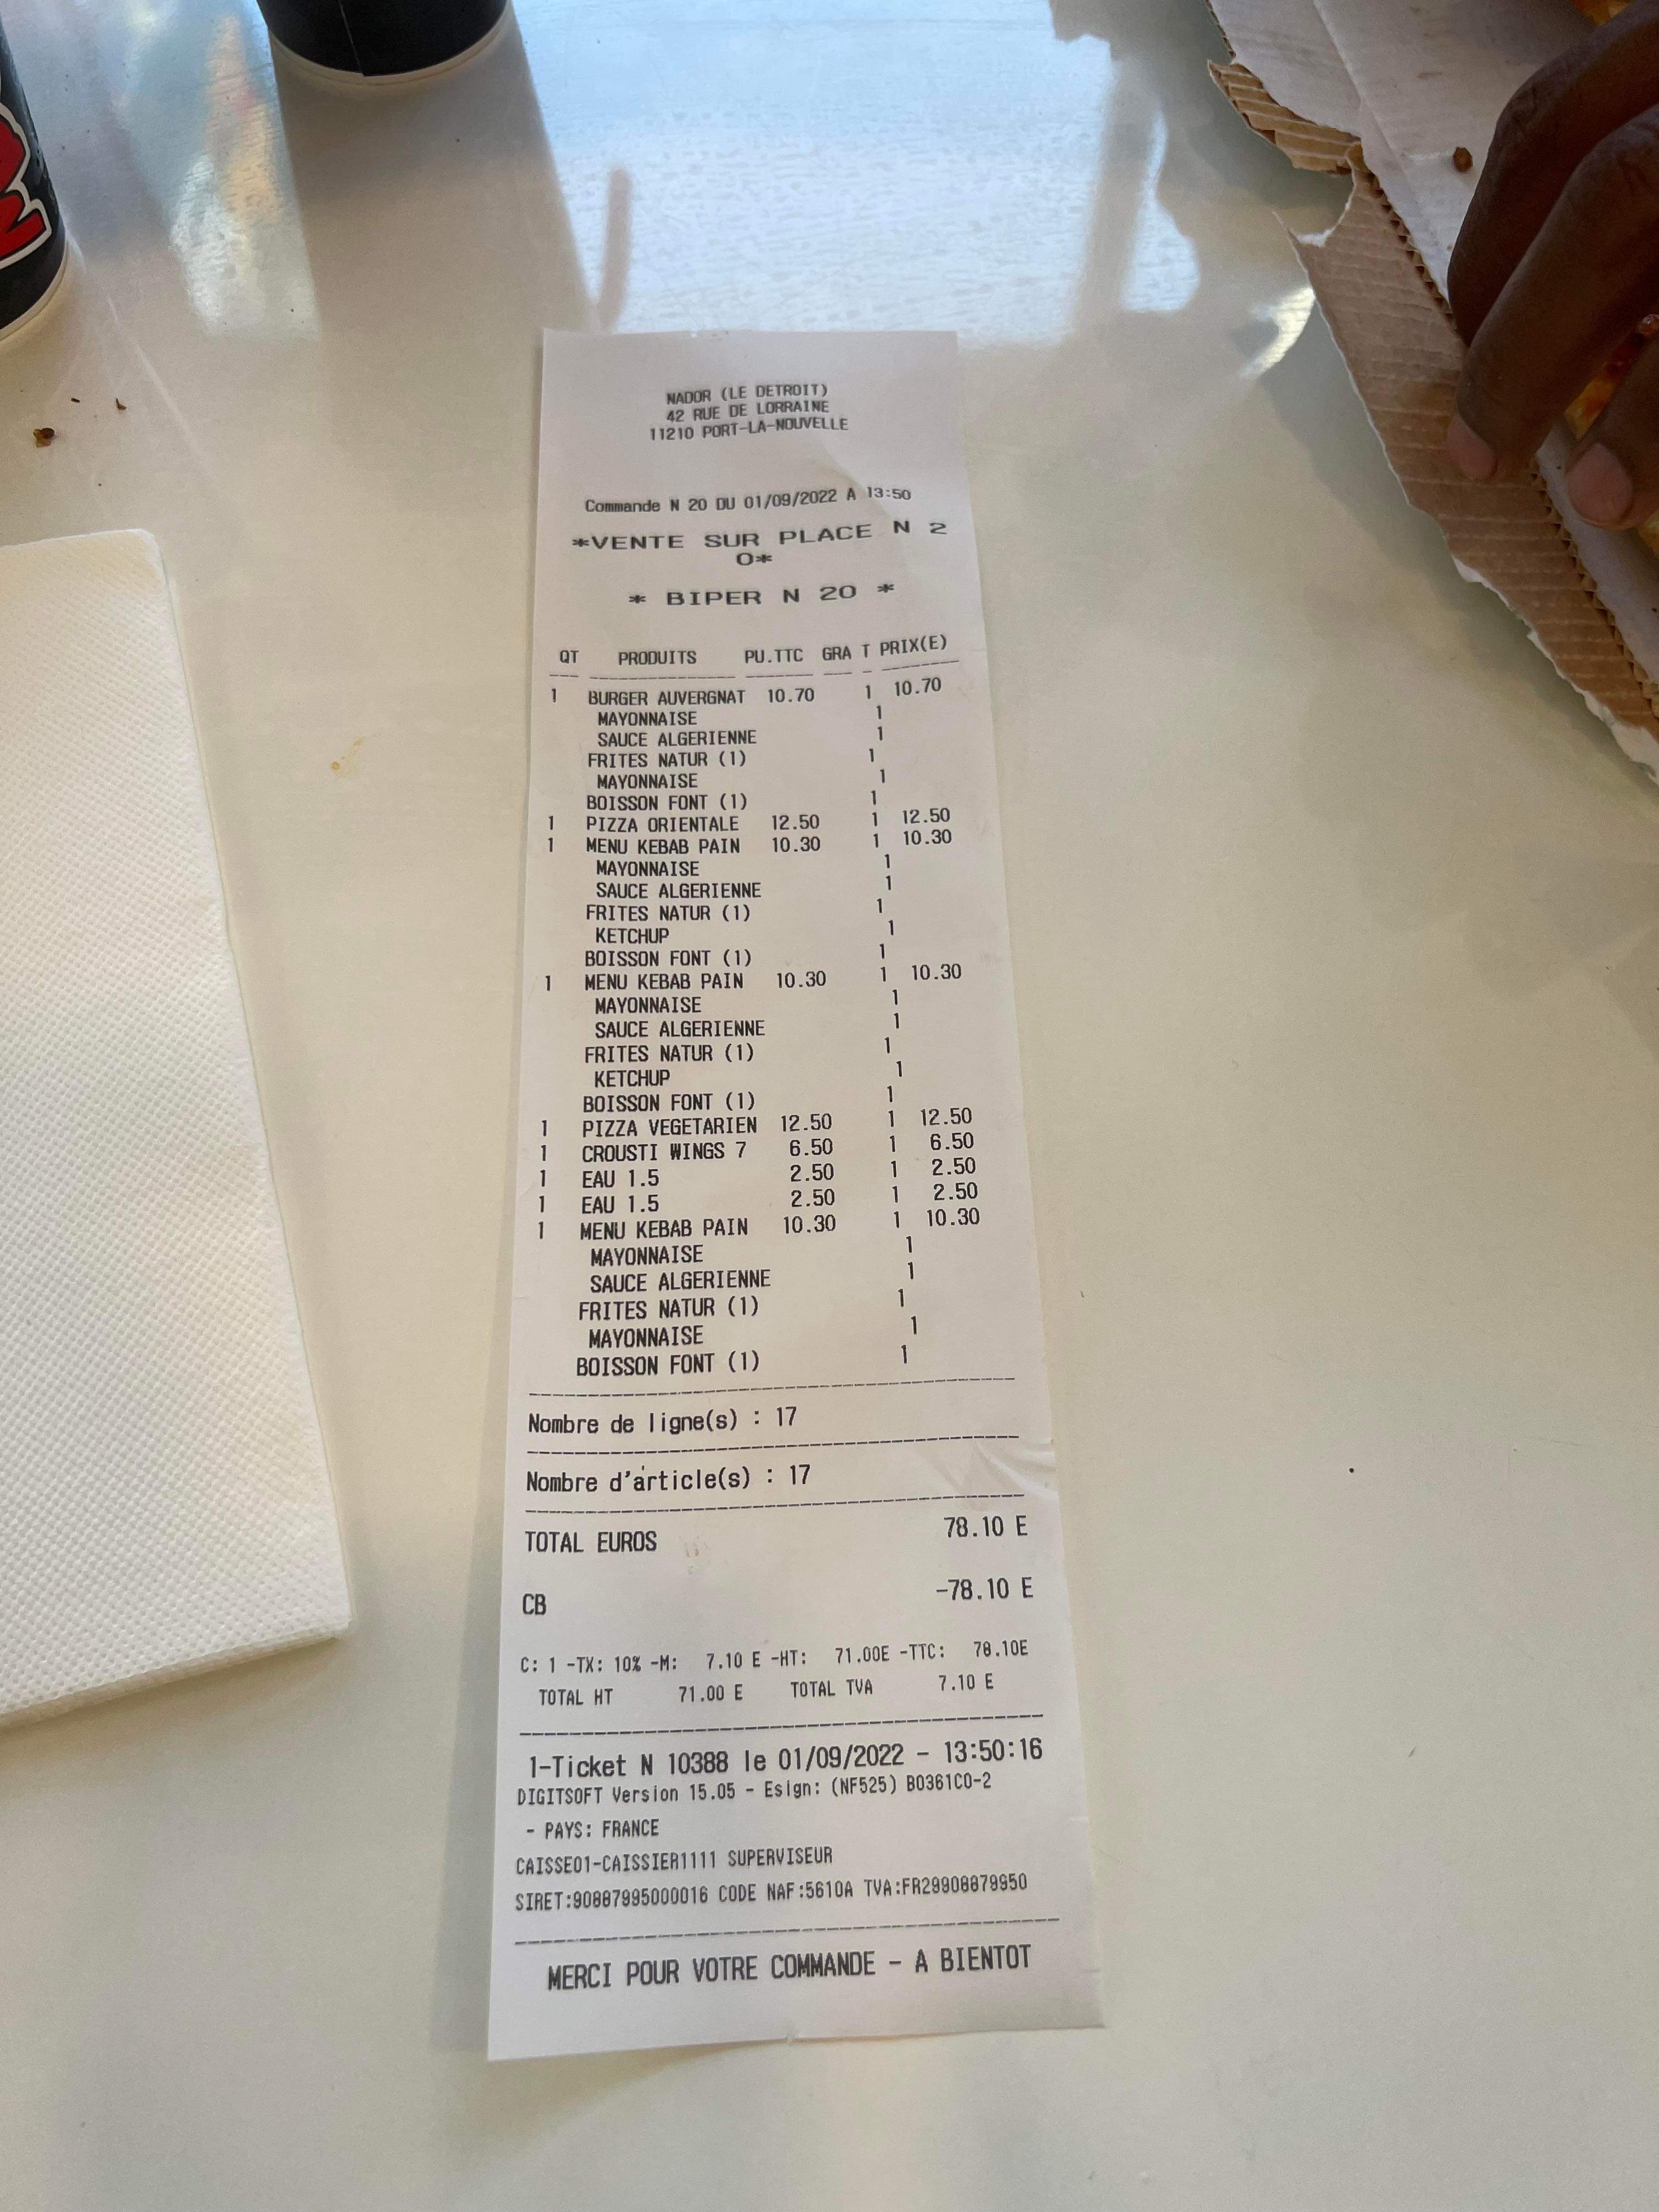 NADOR (LE DETROIT)
42 RUE DE LORRAINE
11210 PORT-LA-NOUVELLE
Commande N 20 DU 01/09/2022 A 13:50
*VENTE SUR PLACE N 2
0*
* BIPER N 20 *
QT PRODUITS PU.TTC GRA T PRIX(E)
1 BURGER AUVERGNAT 10.70 1 10.70
MAYONNAISE 1
SAUCE ALGERIENNE 1
FRITES NATUR (1) 1
MAYONNAISE 1
BOISSON FONT (1) 1
1 PIZZA ORIENTALE 12.50 1 12.50
1 MENU KEBAB PAIN 10.30 1 10.30
MAYONNAISE 1
SAUCE ALGERIENNE 1
FRITES NATUR (1) 1
KETCHUP 1
BOISSON FONT (1) 1
1 MENU KEBAB PAIN 10.30 1 10.30
MAYONNAISE 1
SAUCE ALGERIENNE 1
FRITES NATUR (1) 1
KETCHUP 1
BOISSON FONT (1) 1
1 PIZZA VEGETARIEN 12.50 1 12.50
1 CROUSTI WINGS 7 6.50 1 6.50
1 EAU 1.5 2.50 1 2.50
1 EAU 1.5 2.50 1 2.50
1 MENU KEBAB PAIN 10.30 1 10.30
MAYONNAISE 1
SAUCE ALGERIENNE 1
FRITES NATUR (1) 1
MAYONNAISE 1
BOISSON FONT (1) 1
Nombre de ligne(s) : 17
Nombre d'article(s) : 17
TOTAL EUROS 78.10 E
CB -78.10 E
C: 1 -TX: 10% -M: 7.10 E -HT: 71.00E -TTC: 78.10E
TOTAL HT 71.00 E TOTAL TVA 7.10 E
1-Ticket N 10388 le 01/09/2022 - 13:50:16
DIGITSOFT Version 15.05 - Esign: (NF525) B0361C0-2
- PAYS: FRANCE
CAISSE01-CAISSIER1111 SUPERVISEUR
SIRET:90887995000016 CODE NAF:5610A TVA:FR29908879950
MERCI POUR VOTRE COMMANDE - A BIENTOT